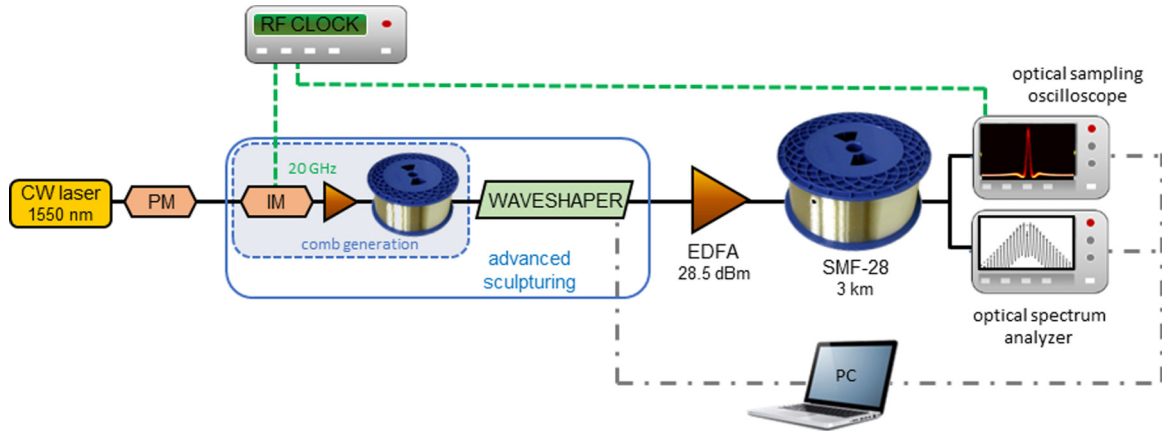 RF CLOCK
optical sampling
oscilloscope
20 GHz
CW laser
1550 nm
PM
IM
WAVESHAPER
comb generation
advanced
sculpturing
EDFA
28.5 dBm
SMF-28
3 km
optical spectrum
analyzer
PC